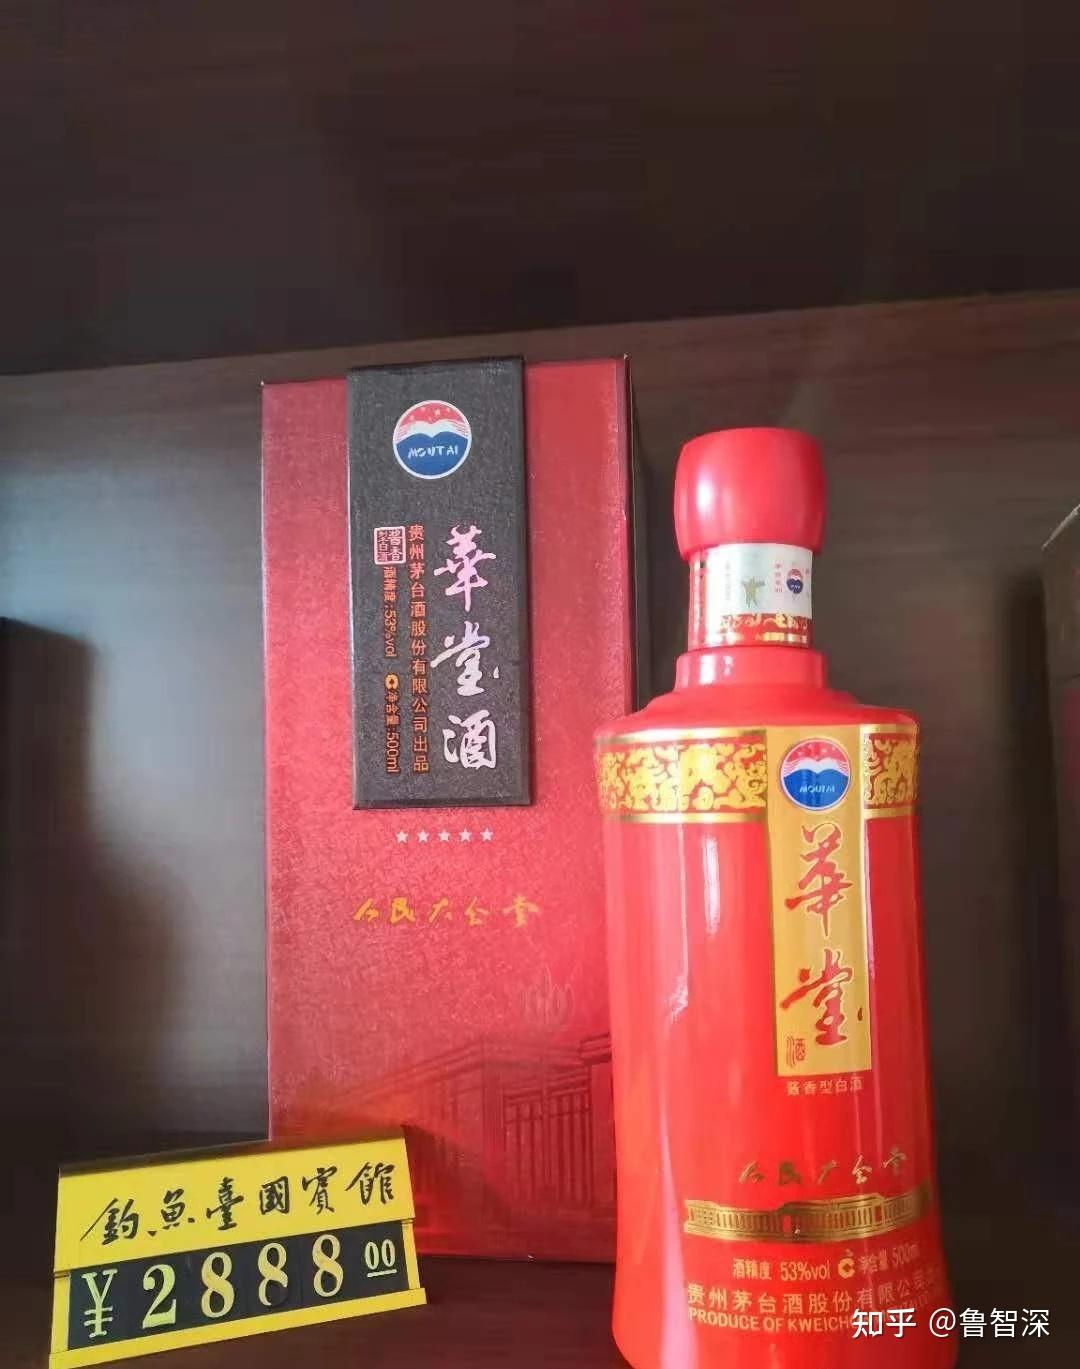 MOUTAI
華堂酒
贵州茅台酒股份有限公司出品
酱香
型白酒
酒精度:53%vol 净含量:500ml
★★★★★
人民大会堂
MOUTAI
華堂
酒
酱香型白酒
人民大会堂
酒精度 53%vol 净含量 500ml
贵州茅台酒股份有限公司
PRODUCE OF KWEICHO
釣魚臺國賓館
¥2888.00
知乎 @鲁智深